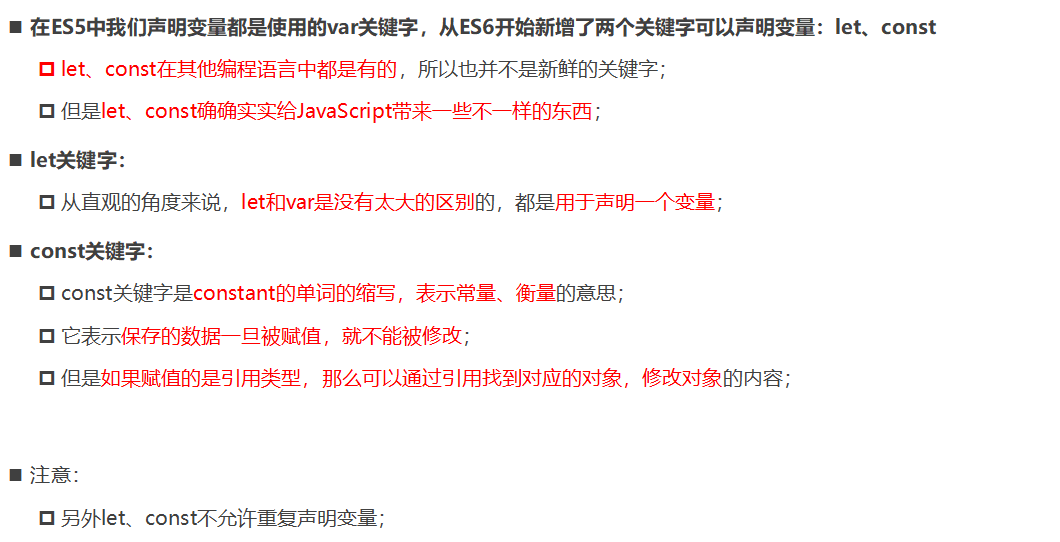 在ES5中我们声明变量都是使用的var关键字，从ES6开始新增了两个关键字可以声明变量：let、const
let、const在其他编程语言中都是有的，所以也并不是新鲜的关键字；
但是let、const确确实实给JavaScript带来一些不一样的东西；
let关键字：
从直观的角度来说，let和var是没有太大的区别的，都是用于声明一个变量；
const关键字：
const关键字是constant的单词的缩写，表示常量、衡量的意思；
它表示保存的数据一旦被赋值，就不能被修改；
但是如果赋值的是引用类型，那么可以通过引用找到对应的对象，修改对象的内容；
注意：
另外let、const不允许重复声明变量；